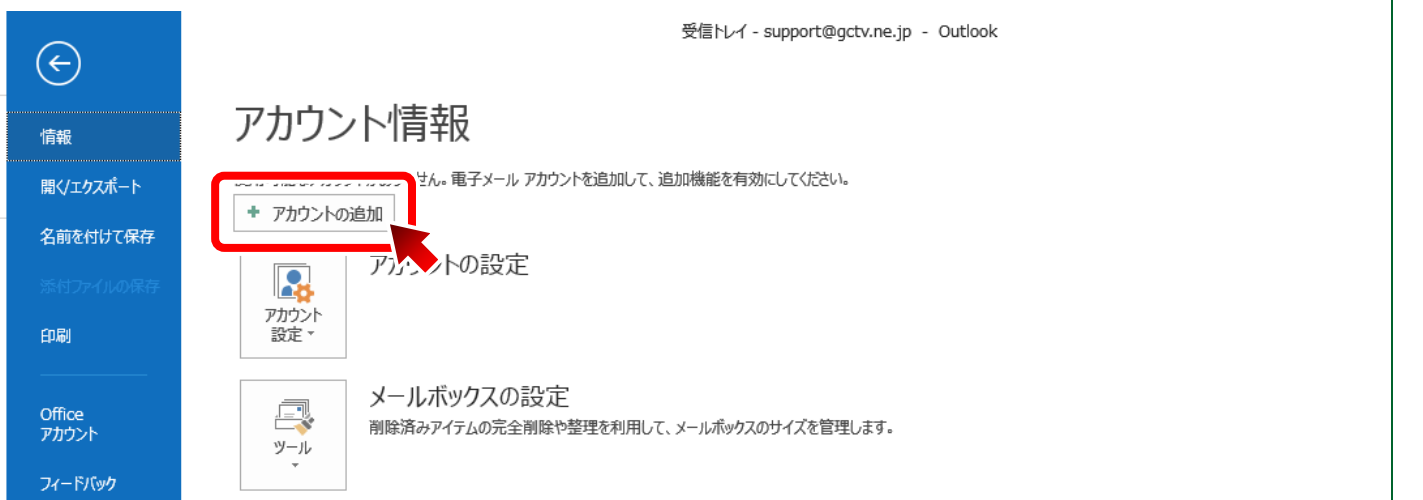 受信トレイ - support@gctv.ne.jp - Outlook
アカウント情報
せん。電子メール アカウントを追加して、追加機能を有効にしてください。
+ アカウントの追加
アカウントの設定
アカウント
設定
メールボックスの設定
削除済みアイテムの完全削除や整理を利用して、メールボックスのサイズを管理します。
ツール
情報
開く/エクスポート
名前を付けて保存
添付ファイルの保存
印刷
Office
アカウント
フィードバック